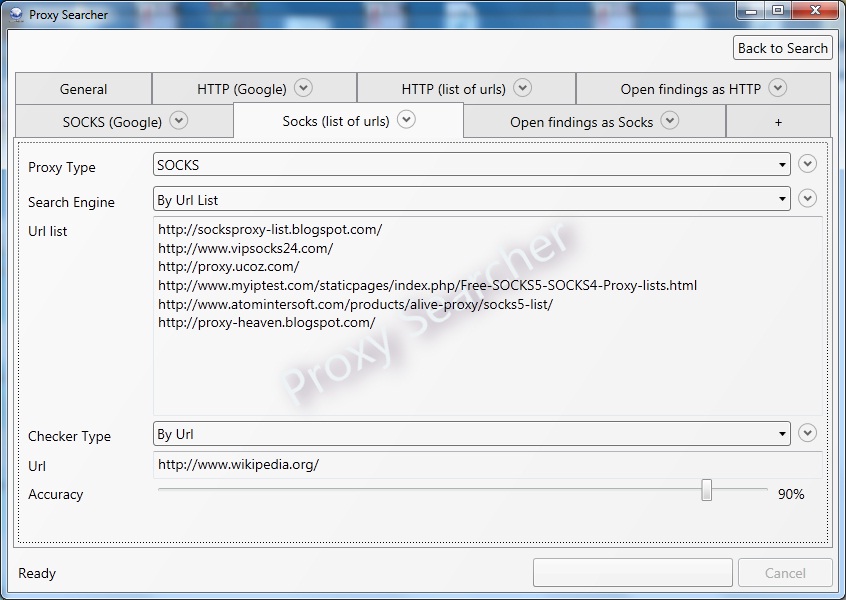 Proxy Searcher
Back to Search
General
HTTP (Google)
HTTP (list of urls)
Open findings as HTTP
SOCKS (Google)
Socks (list of urls)
Open findings as Socks
+
Proxy Type
SOCKS
Search Engine
By Url List
Url list
http://socksproxy-list.blogspot.com/
http://www.vipsocks24.com/
http://proxy.ucoz.com/
http://www.myiptest.com/staticpages/index.php/Free-SOCKS5-SOCKS4-Proxy-lists.html
http://www.atomintersoft.com/products/alive-proxy/socks5-list/
http://proxy-heaven.blogspot.com/
Proxy Searcher
Checker Type
By Url
Url
http://www.wikipedia.org/
Accuracy
90%
Ready
Cancel